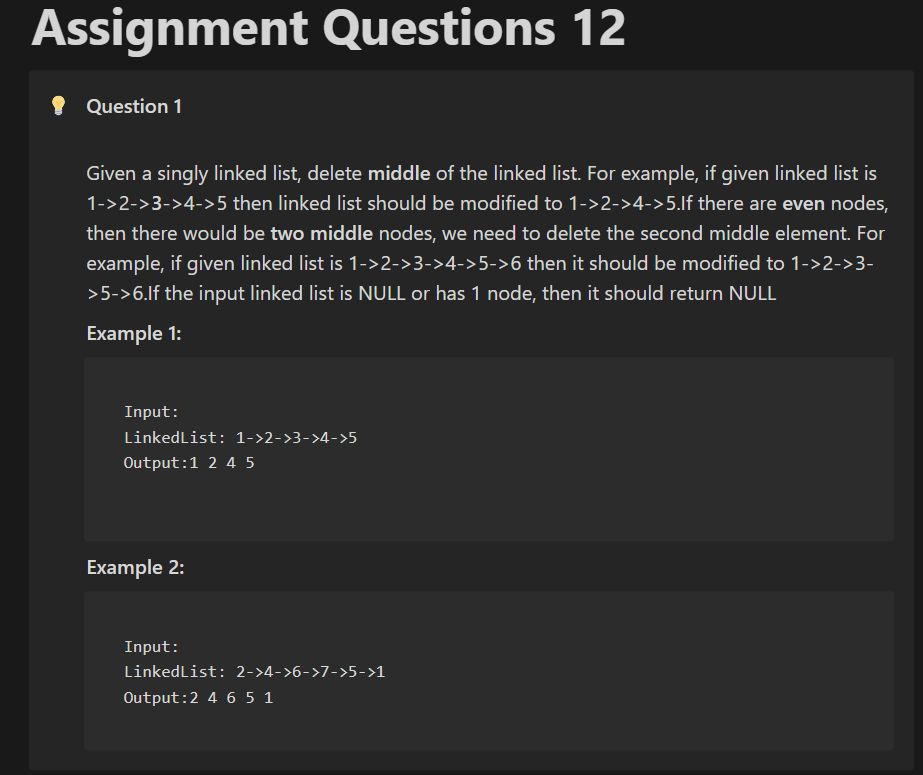 Assignment Questions 12
Question 1
Given a singly linked list, delete middle of the linked list. For example, if given linked list is
1->2->3->4->5 then linked list should be modified to 1->2->4->5.If there are even nodes,
then there would be two middle nodes, we need to delete the second middle element. For
example, if given linked list is 1->2->3->4->5->6 then it should be modified to 1->2->3-
>5->6.If the input linked list is NULL or has 1 node, then it should return NULL
Example 1:
Input:
LinkedList: 1->2->3->4->5
Output:1 2 4 5
Example 2:
Input:
LinkedList: 2->4->6->7->5->1
Output:2 4 6 5 1